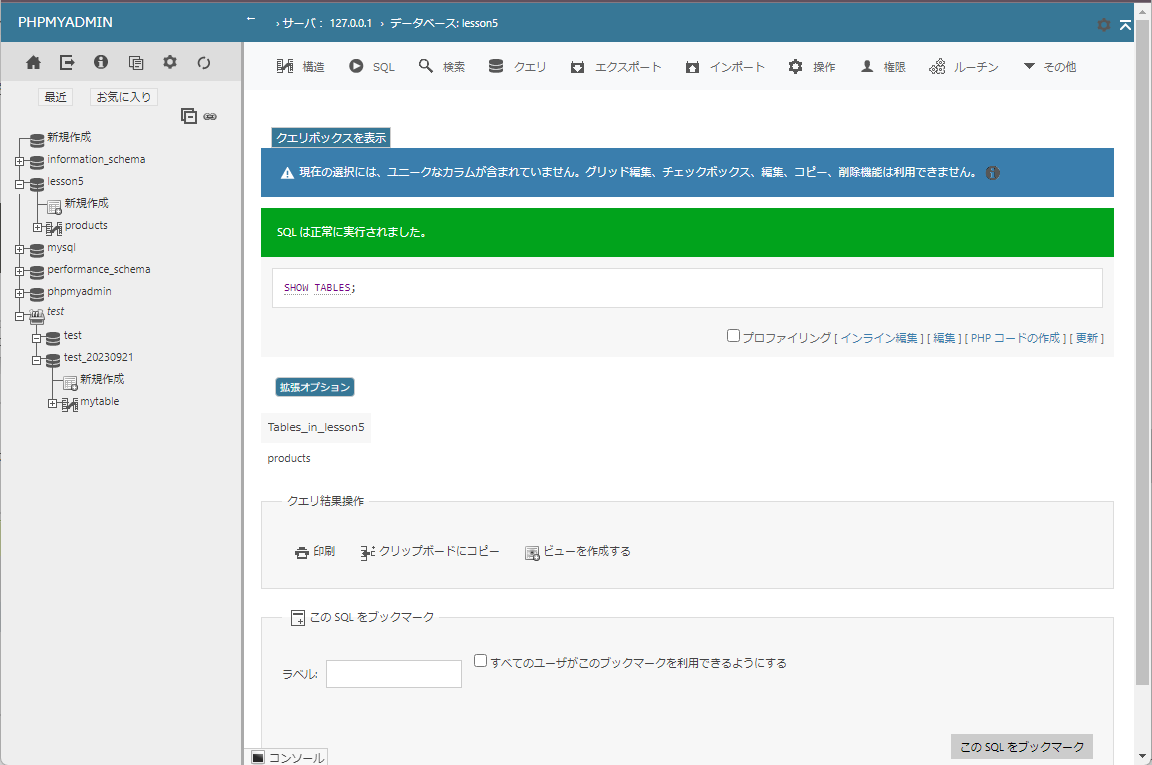 PHPMYADMIN
← › サーバ： 127.0.0.1 › データベース: lesson5
最近 お気に入り
新規作成
information_schema
lesson5
新規作成
products
mysql
performance_schema
phpmyadmin
test
test
test_20230921
新規作成
mytable
構造 SQL 検索 クエリ エクスポート インポート 操作 権限 ルーチン その他
クエリボックスを表示
現在の選択には、ユニークなカラムが含まれていません。グリッド編集、チェックボックス、編集、コピー、削除機能は利用できません。
SQL は正常に実行されました。
SHOW TABLES;
プロファイリング [ インライン編集 ] [ 編集 ] [ PHP コードの作成 ] [ 更新 ]
拡張オプション
Tables_in_lesson5
products
クエリ結果操作
印刷 クリップボードにコピー ビューを作成する
この SQL をブックマーク
ラベル: すべてのユーザがこのブックマークを利用できるようにする
この SQL をブックマーク
コンソール